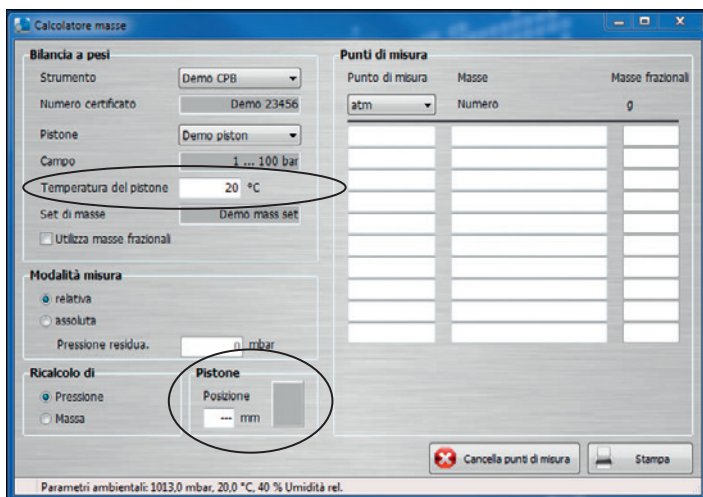 Calcolatore masse
Bilancia a pesi
Strumento Demo CPB
Numero certificato Demo 23456
Pistone Demo piston
Campo 1 ... 100 bar
Temperatura del pistone 20 °C
Set di masse Demo mass set
Utilizza masse frazionali
Modalità misura
relativa
assoluta
Pressione residua. 0 mbar
Ricalcolo di
Pressione
Massa
Pistone
Posizione
--- mm
Punti di misura
Punto di misura Masse Masse frazionali
atm Numero g
Cancella punti di misura Stampa
Parametri ambientali: 1013,0 mbar, 20,0 °C, 40 % Umidità rel.